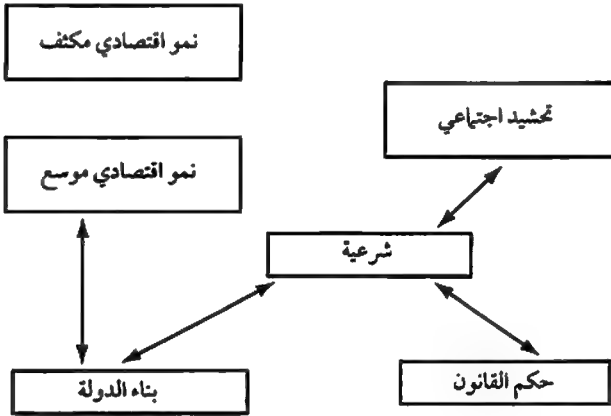 نمو اقتصادي مكثف
تحشيد اجتماعي
نمو اقتصادي موسع
شرعية
حكم القانون
بناء الدولة